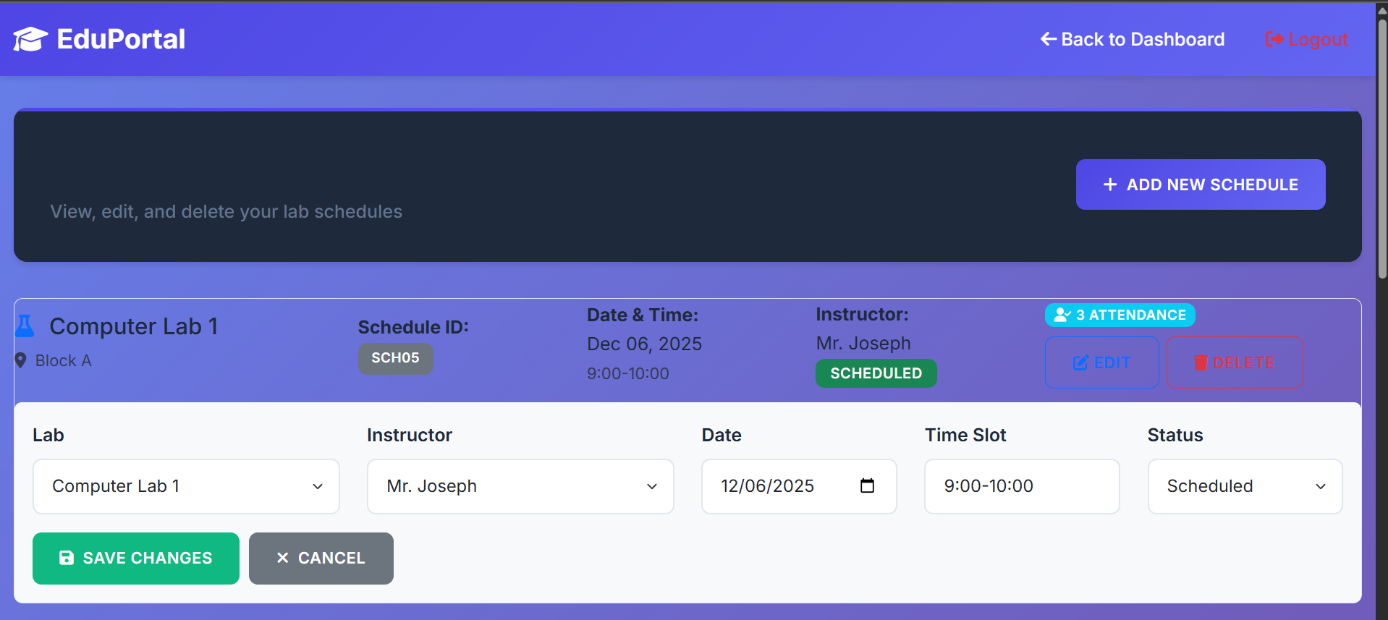 EduPortal
Back to Dashboard
Logout
ADD NEW SCHEDULE
View, edit, and delete your lab schedules
Computer Lab 1
Block A
Schedule ID:
SCH05
Date & Time:
Dec 06, 2025
9:00-10:00
Instructor:
Mr. Joseph
SCHEDULED
3 ATTENDANCE
EDIT
DELETE
Lab
Computer Lab 1
Instructor
Mr. Joseph
Date
12/06/2025
Time Slot
9:00-10:00
Status
Scheduled
SAVE CHANGES
CANCEL